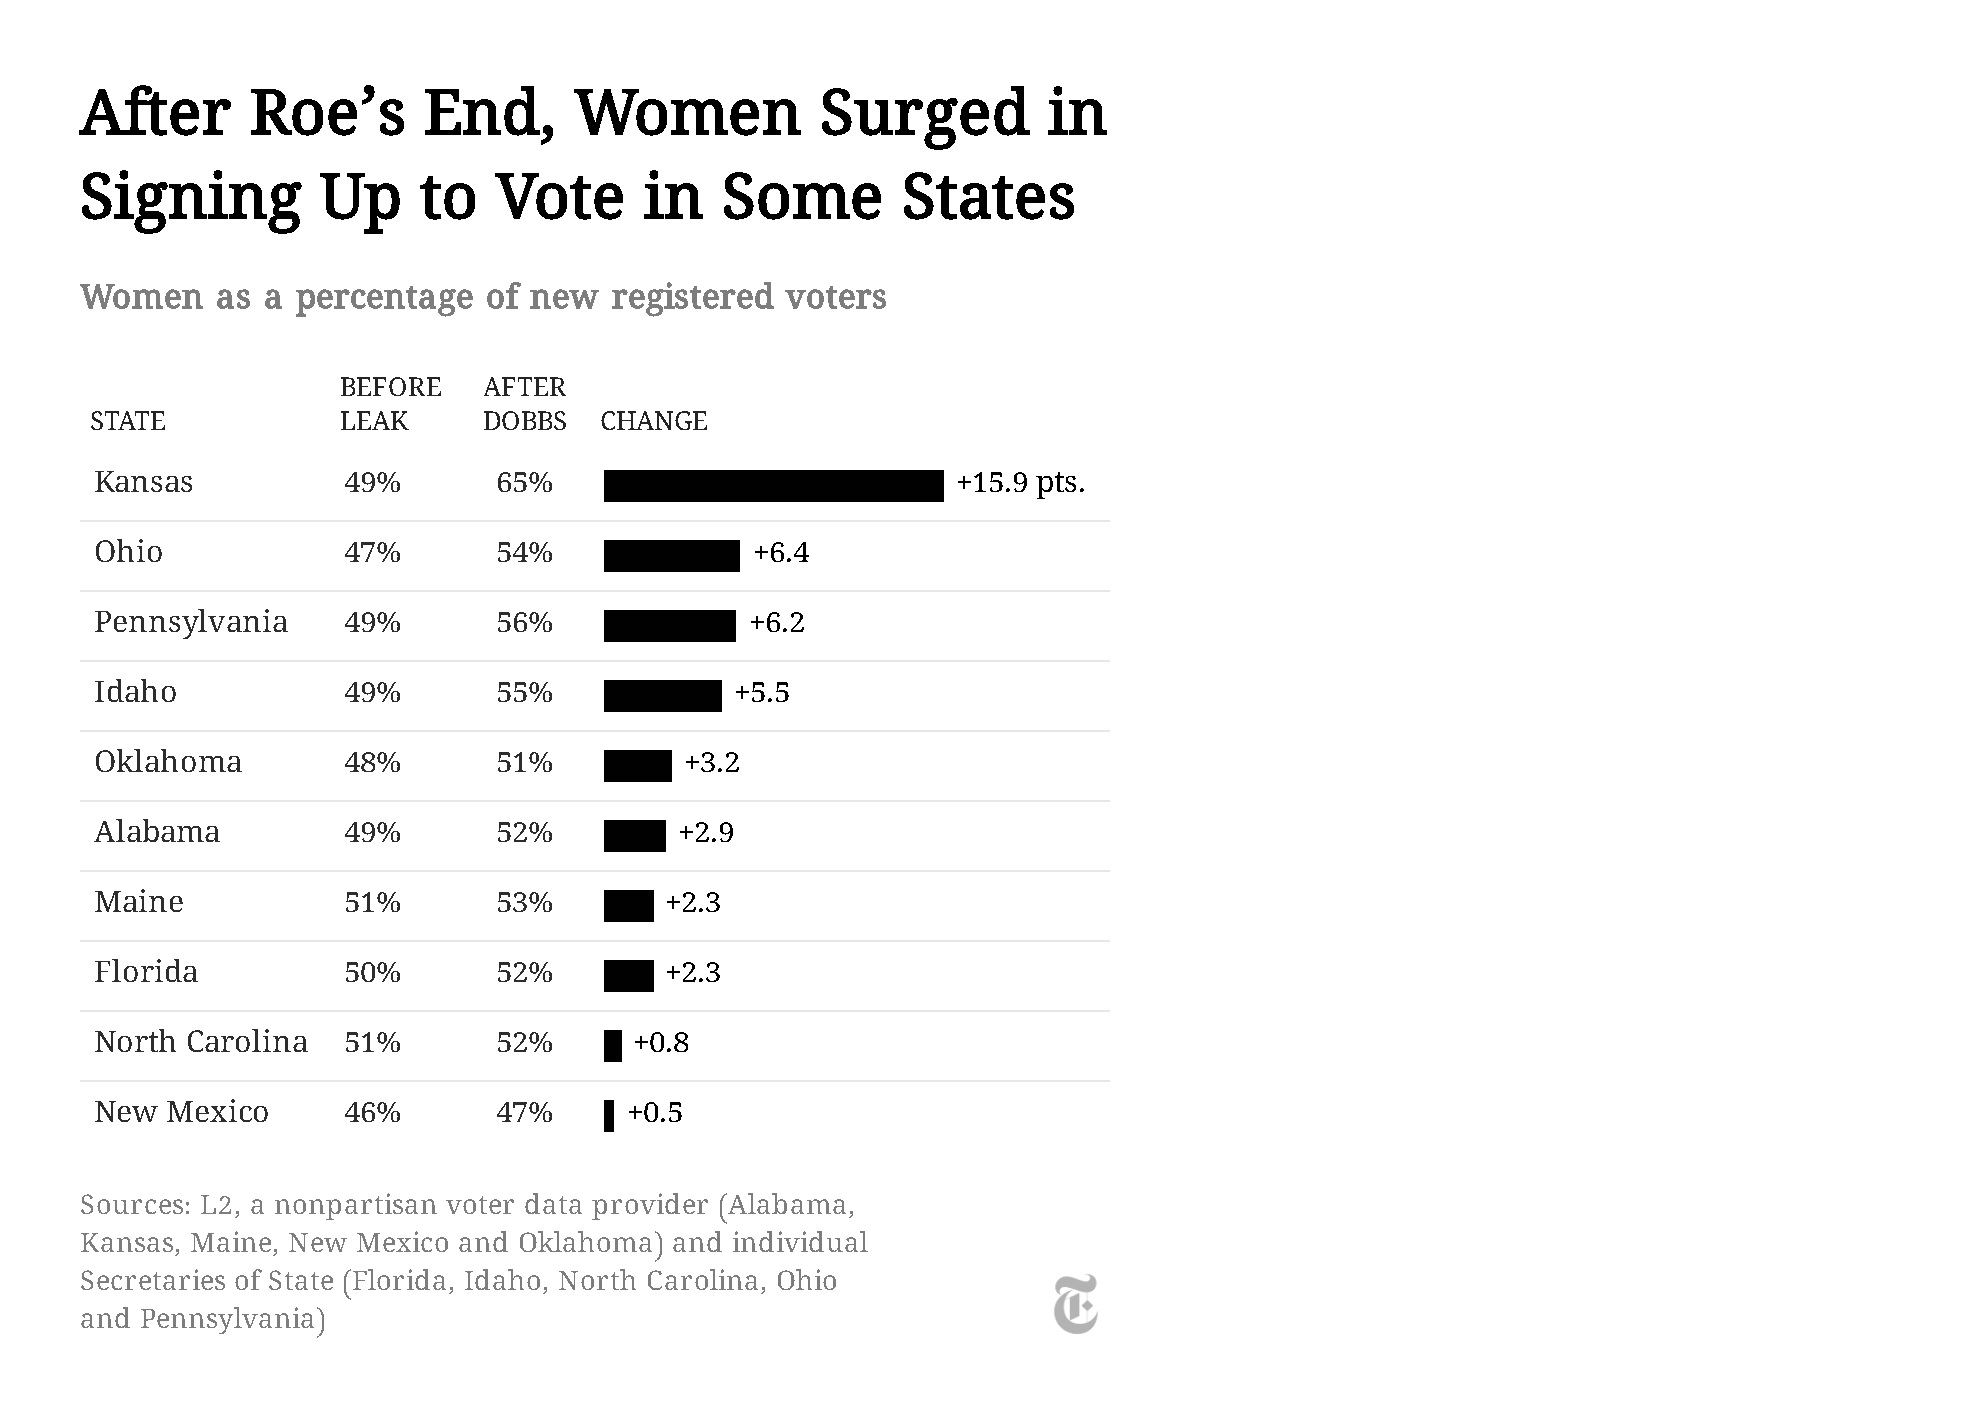 After Roe’s End, Women Surged in
Signing Up to Vote in Some States
Women as a percentage of new registered voters
STATE BEFORE LEAK AFTER DOBBS CHANGE
Kansas 49% 65% +15.9 pts.
Ohio 47% 54% +6.4
Pennsylvania 49% 56% +6.2
Idaho 49% 55% +5.5
Oklahoma 48% 51% +3.2
Alabama 49% 52% +2.9
Maine 51% 53% +2.3
Florida 50% 52% +2.3
North Carolina 51% 52% +0.8
New Mexico 46% 47% +0.5
Sources: L2, a nonpartisan voter data provider (Alabama,
Kansas, Maine, New Mexico and Oklahoma) and individual
Secretaries of State (Florida, Idaho, North Carolina, Ohio
and Pennsylvania)
T